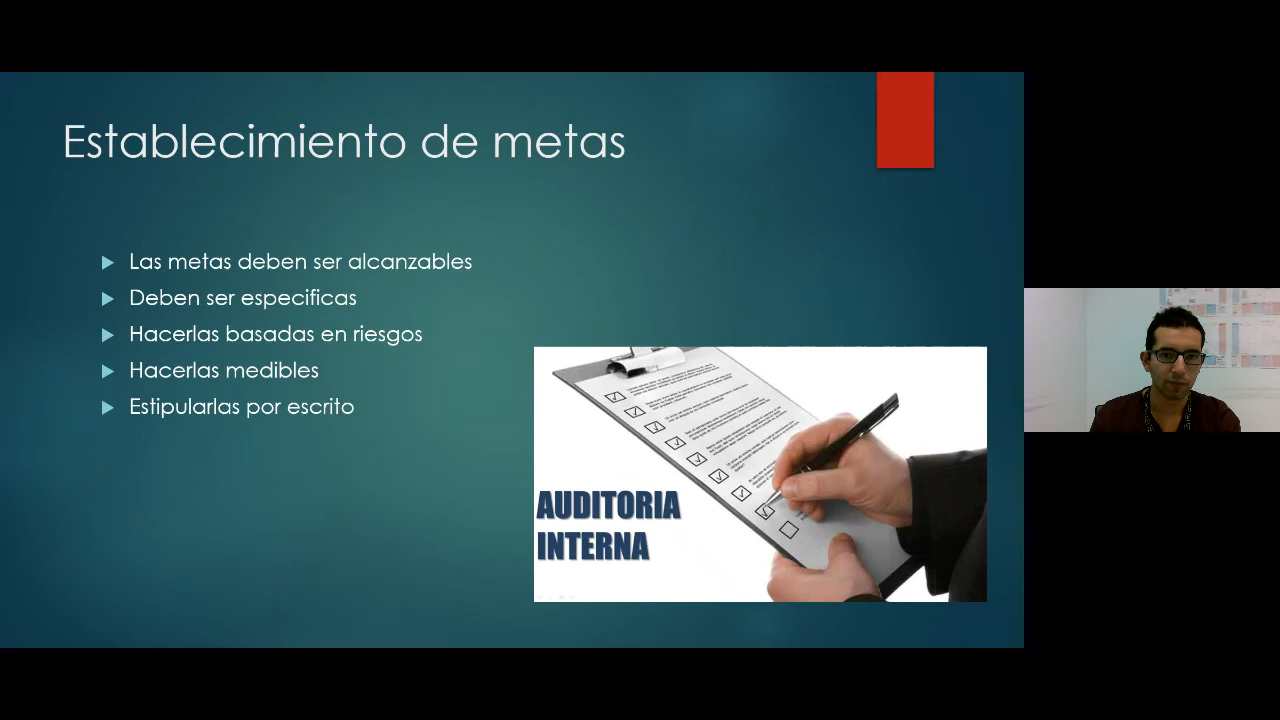 Establecimiento de metas
Las metas deben ser alcanzables
Deben ser especificas
Hacerlas basadas en riesgos
Hacerlas medibles
Estipularlas por escrito
AUDITORIA
INTERNA